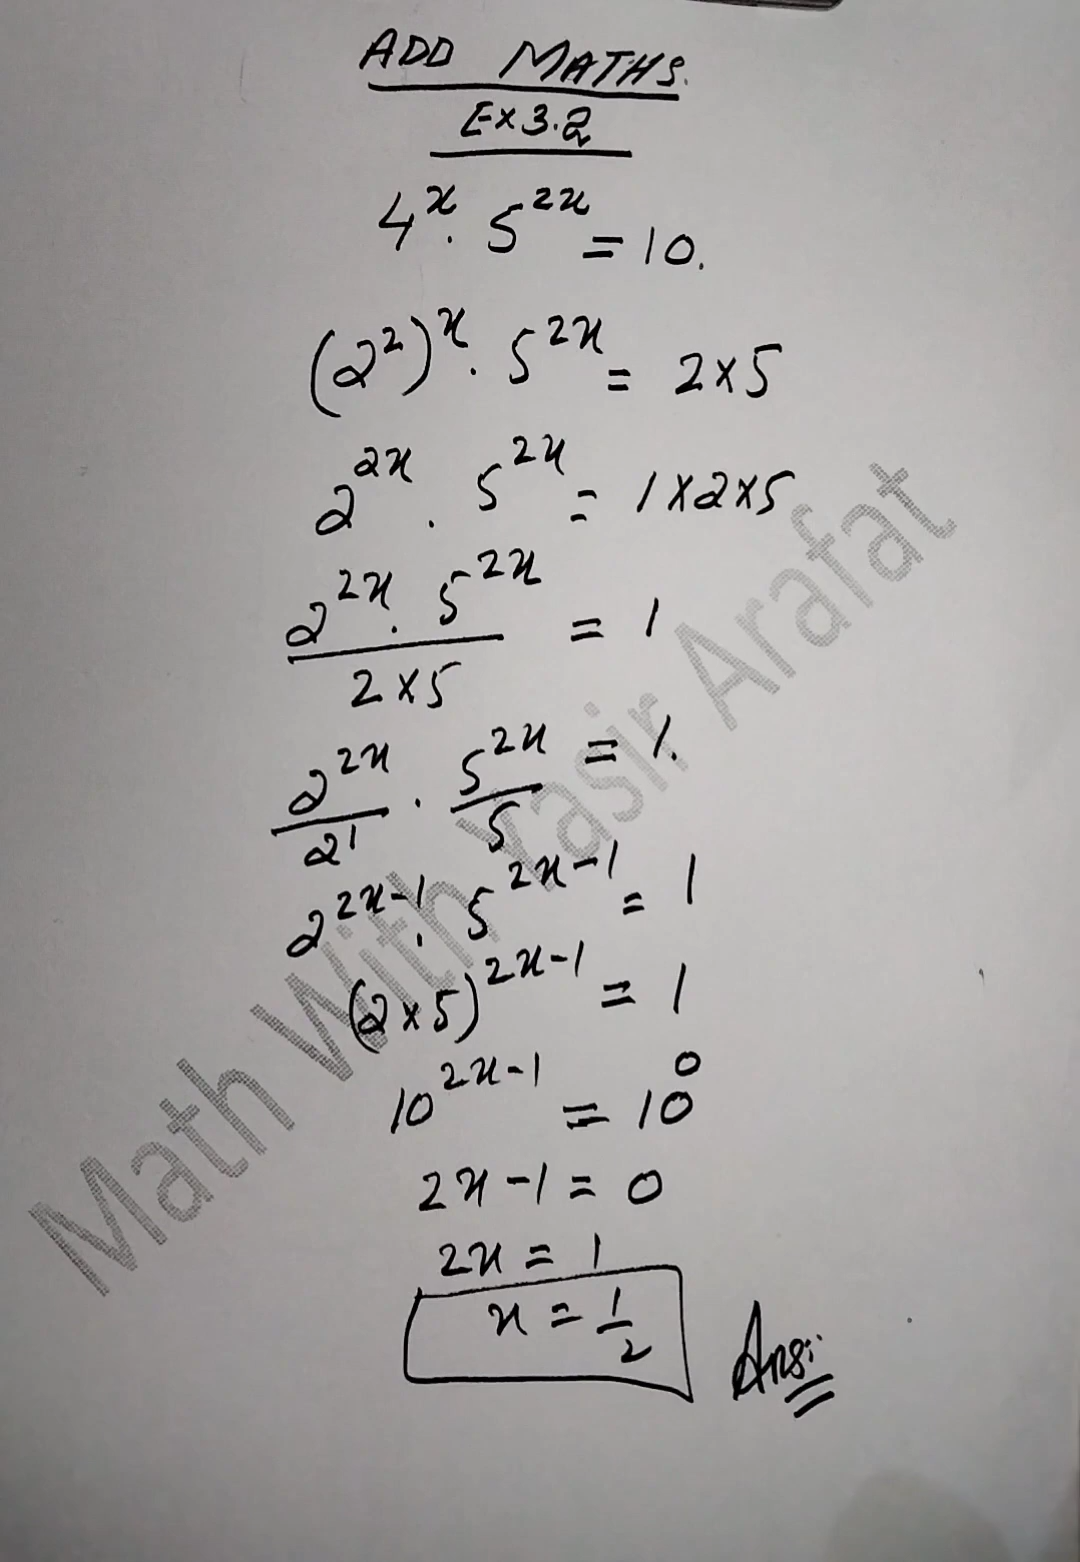 ADD MATHS.
Ex 3.2
4^x . 5^2x = 10.
(2^2)^x . 5^2x = 2×5
2^2x . 5^2x = 1×2×5
2^2x . 5^2x / 2×5 = 1
2^2x / 2^1 . 5^2x / 5 = 1.
2^2x-1 . 5^2x-1 = 1
(2×5)^2x-1 = 1
10^2x-1 = 10^0
2x-1 = 0
2x = 1
x = 1/2
Ans:
Math With Yasir Arafat